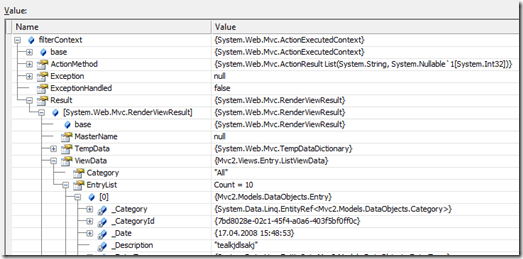 Value:
Name Value
filterContext {System.Web.Mvc.ActionExecutedContext}
base {System.Web.Mvc.ActionExecutedContext}
ActionMethod {System.Web.Mvc.ActionResult List(System.String, System.Nullable`1[System.Int32])}
Exception null
ExceptionHandled false
Result {System.Web.Mvc.RenderViewResult}
[System.Web.Mvc.RenderViewResult] {System.Web.Mvc.RenderViewResult}
base {System.Web.Mvc.RenderViewResult}
MasterName null
TempData {System.Web.Mvc.TempDataDictionary}
ViewData {Mvc2.Views.Entry.ListViewData}
Category "All"
EntryList Count = 10
[0] {Mvc2.Models.DataObjects.Entry}
_Category {System.Data.Linq.EntityRef<Mvc2.Models.DataObjects.Category>}
_CategoryId {7bd8028e-02c1-45f4-a0a6-403f5bf0ff0c}
_Date {17.04.2008 15:48:53}
_Description "tealkjdlsakj"